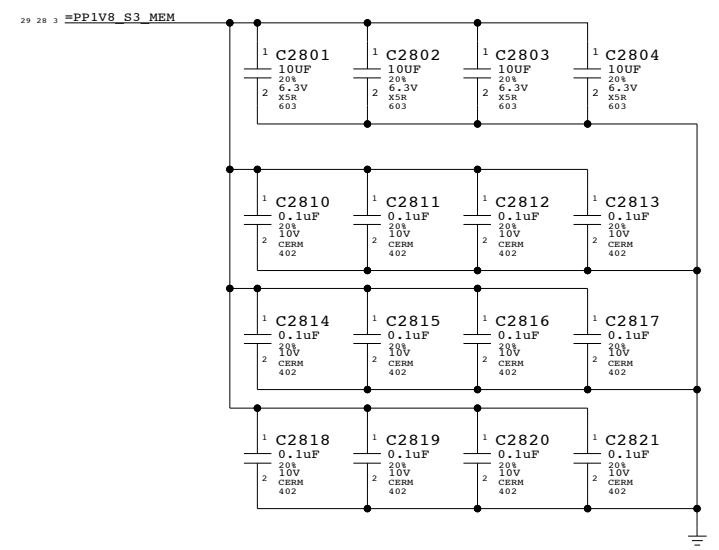 29 28 3 =PP1V8_S3_MEM
1 C2801 1 C2802 1 C2803 1 C2804
10UF 10UF 10UF 10UF
20% 20% 20% 20%
2 6.3V 2 6.3V 2 6.3V 2 6.3V
X5R X5R X5R X5R
603 603 603 603
1 C2810 1 C2811 1 C2812 1 C2813
0.1uF 0.1uF 0.1uF 0.1uF
20% 20% 20% 20%
2 10V 2 10V 2 10V 2 10V
CERM CERM CERM CERM
402 402 402 402
1 C2814 1 C2815 1 C2816 1 C2817
0.1uF 0.1uF 0.1uF 0.1uF
20% 20% 20% 20%
2 10V 2 10V 2 10V 2 10V
CERM CERM CERM CERM
402 402 402 402
1 C2818 1 C2819 1 C2820 1 C2821
0.1uF 0.1uF 0.1uF 0.1uF
20% 20% 20% 20%
2 10V 2 10V 2 10V 2 10V
CERM CERM CERM CERM
402 402 402 402